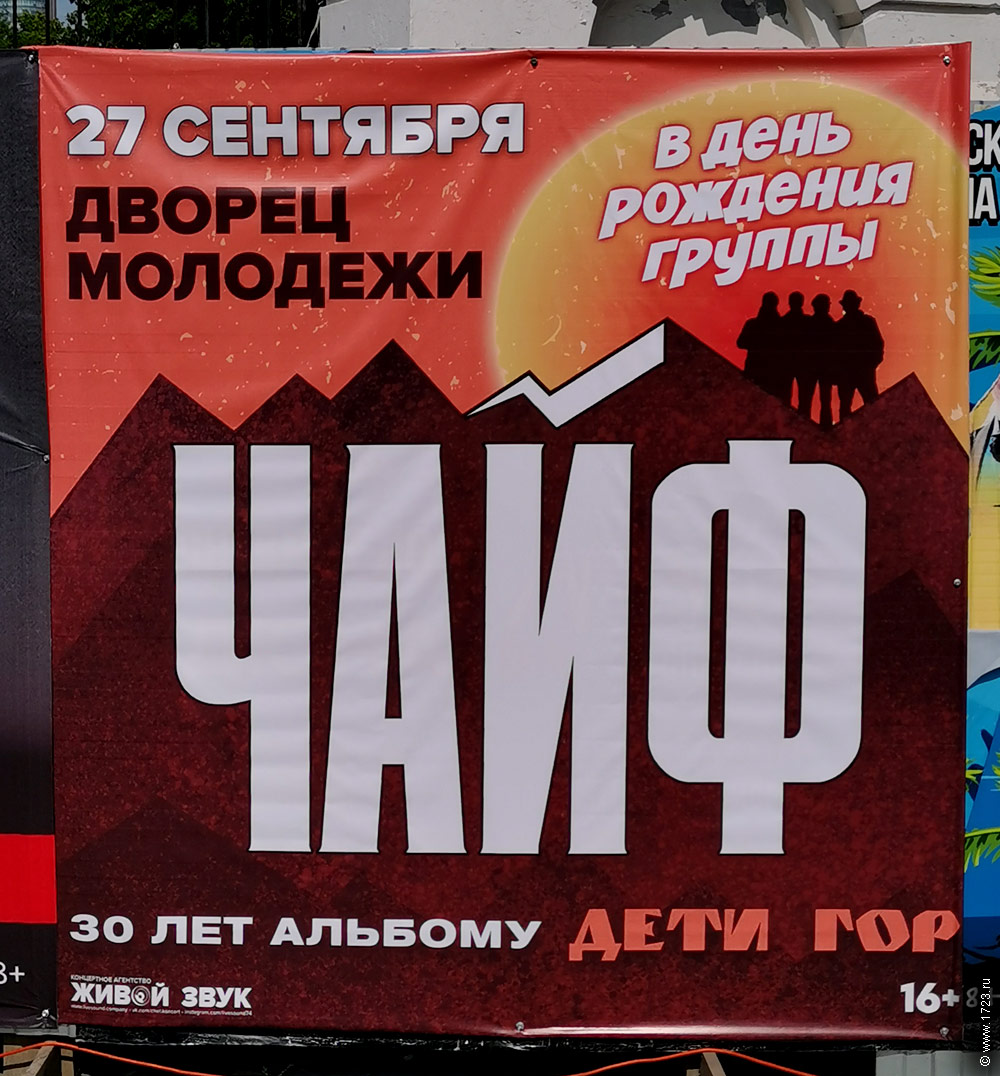 27 СЕНТЯБРЯ
ДВОРЕЦ
МОЛОДЕЖИ
В ДЕНЬ
РОЖДЕНИЯ
ГРУППЫ
ЧАЙФ
30 ЛЕТ АЛЬБОМУ ДЕТИ ГОР
КОНЦЕРТНОЕ АГЕНТСТВО
ЖИВОЙ ЗВУК
16+
© www.1723.ru